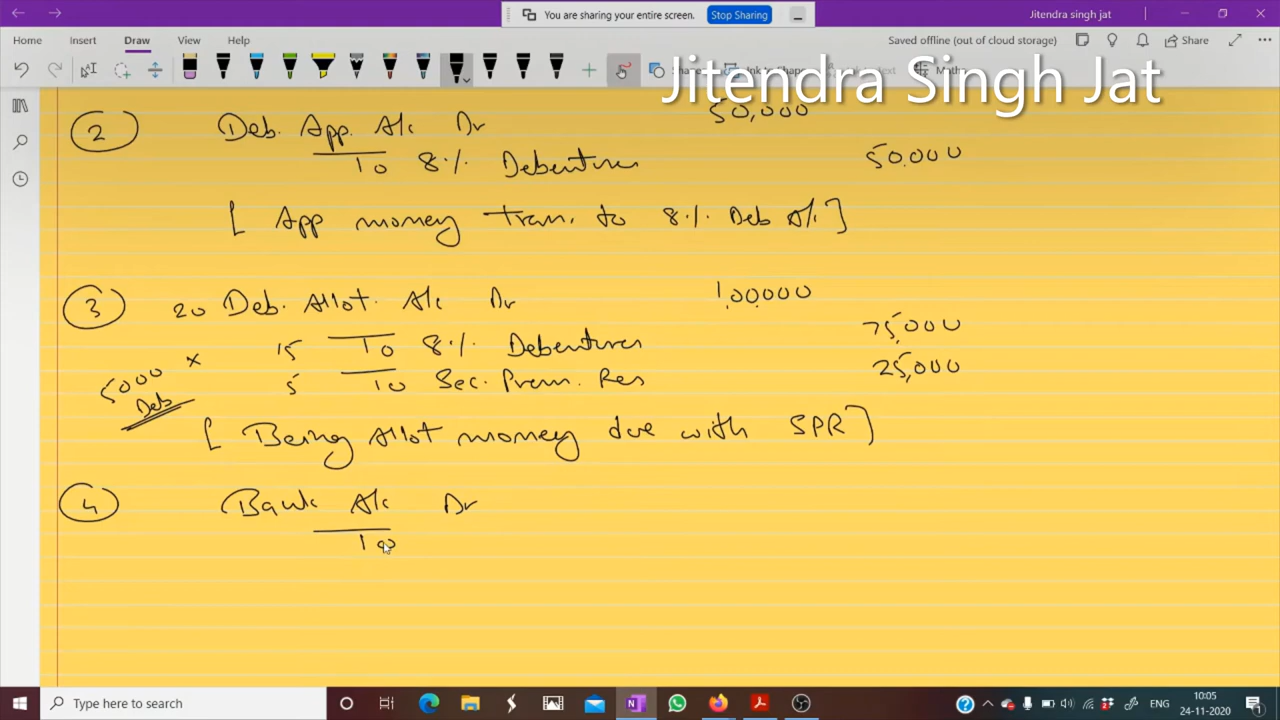 You are sharing your entire screen. Stop Sharing
Jitendra singh jat
Home Insert Draw View Help
Saved offline (out of cloud storage) Share
Jitendra Singh Jat
2 Deb. App. A/c Dr 50,000
To 8% Debentures 50,000
[ App money tran. to 8% Deb A/c ]
3 20 Deb. Allot. A/c Dr 1,00,000
15 To 8% Debentures 75,000
5000 Deb × 5 To Sec. Prem. Res 25,000
[ Being Allot money due with SPR ]
4 Bank A/c Dr
To
Type here to search
ENG 10:05
24-11-2020